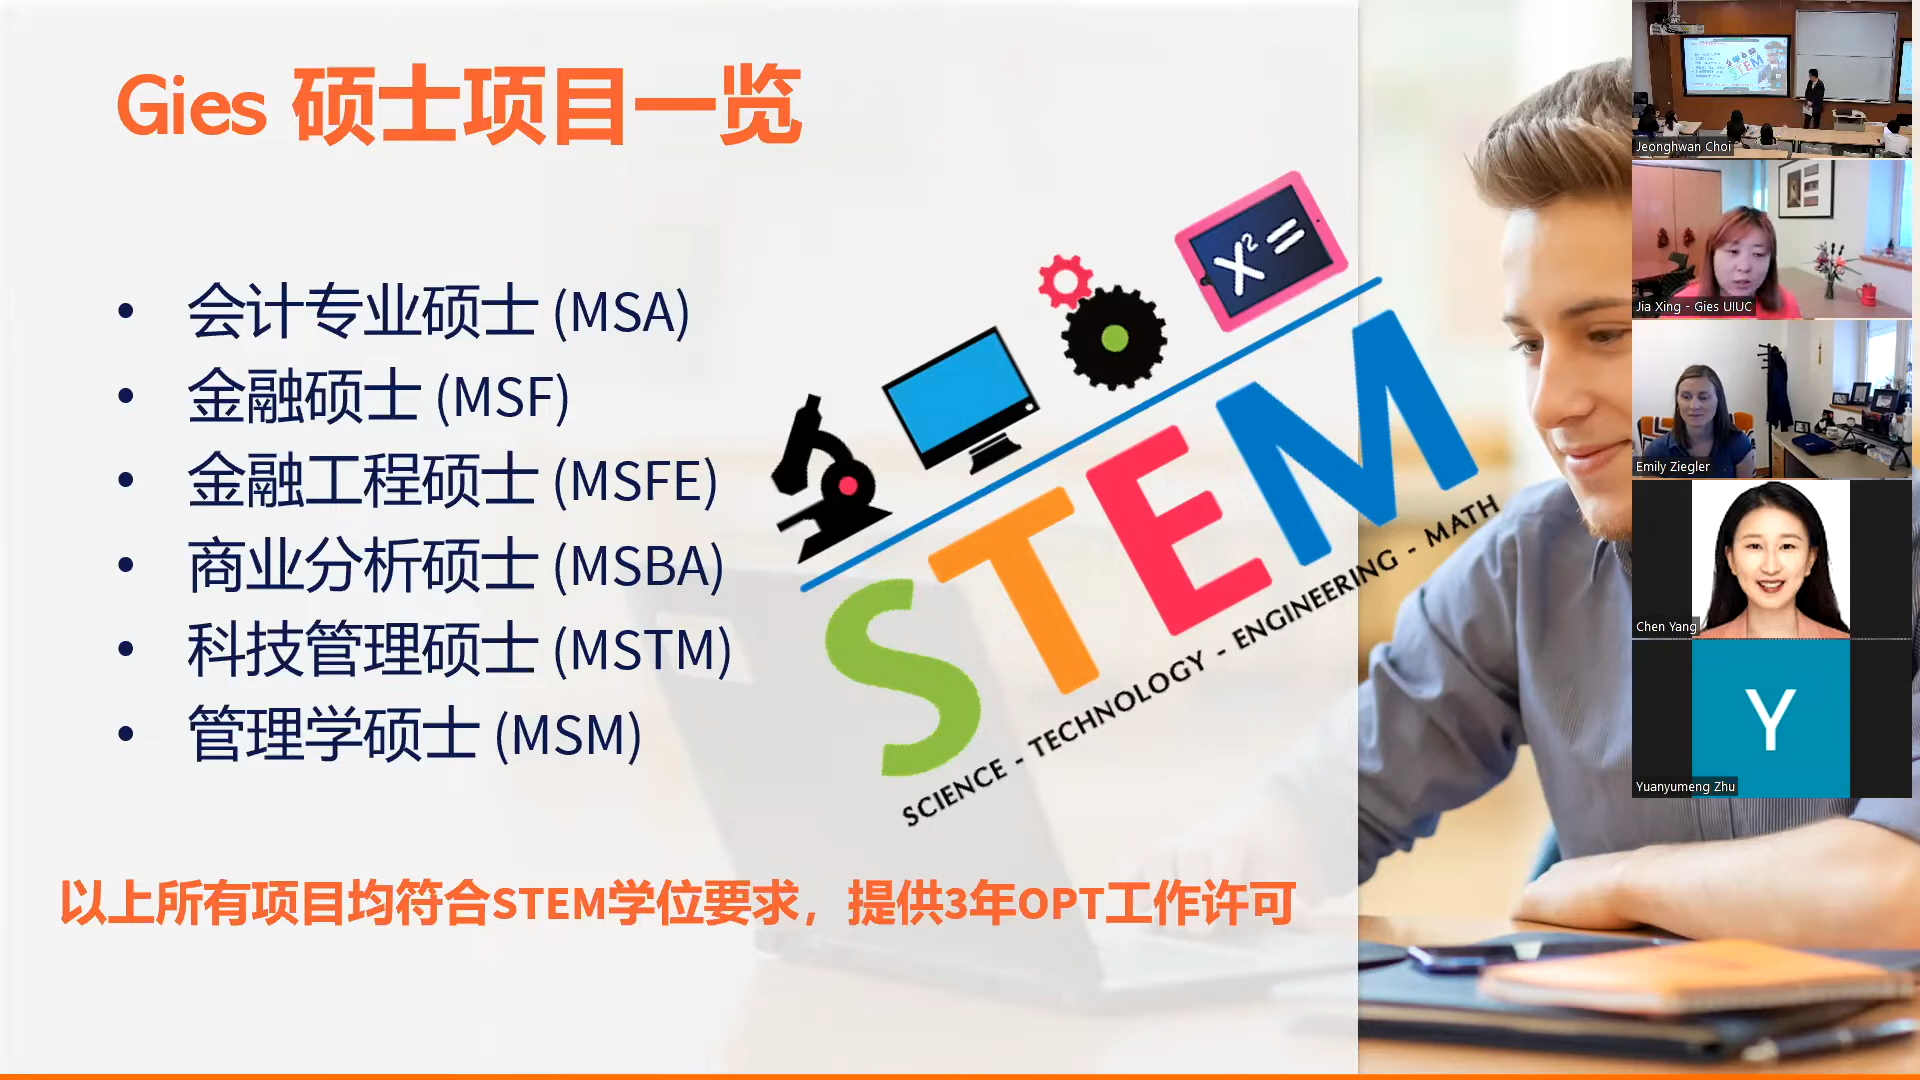 Gies 硕士项目一览
• 会计专业硕士 (MSA)
• 金融硕士 (MSF)
• 金融工程硕士 (MSFE)
• 商业分析硕士 (MSBA)
• 科技管理硕士 (MSTM)
• 管理学硕士 (MSM)
X² =
STEM
SCIENCE - TECHNOLOGY - ENGINEERING - MATH
以上所有项目均符合STEM学位要求，提供3年OPT工作许可
STEM
Jeonghwan Choi
Jia Xing - Gies UIUC
Emily Ziegler
Chen Yang
Y
Yuanyumeng Zhu